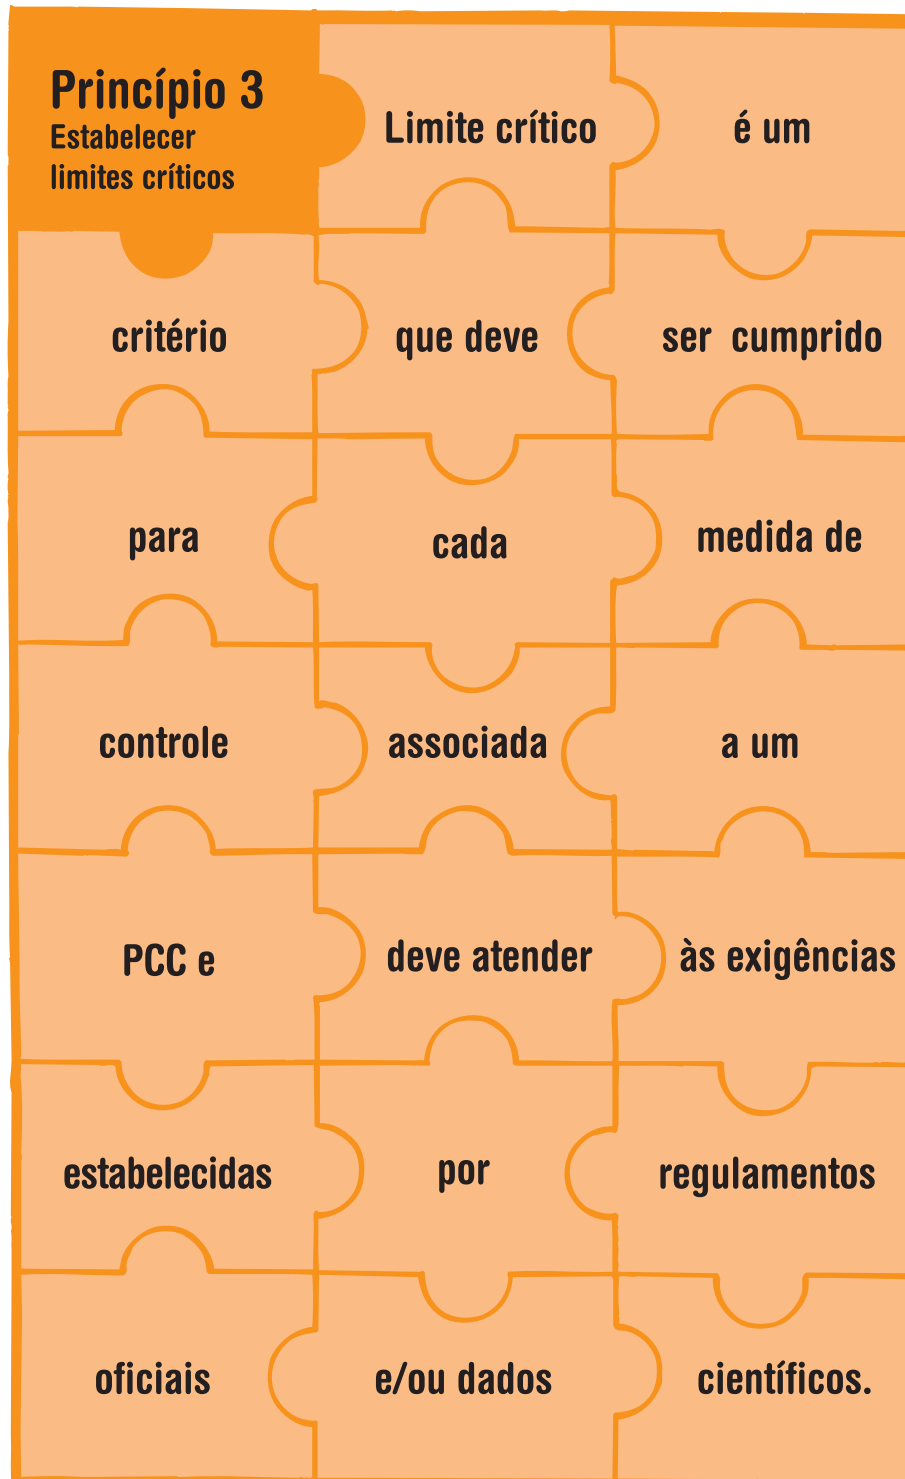 Princípio 3
Estabelecer
limites críticos
Limite crítico
é um
critério
que deve
ser cumprido
para
cada
medida de
controle
associada
a um
PCC e
deve atender
às exigências
estabelecidas
por
regulamentos
oficiais
e/ou dados
científicos.